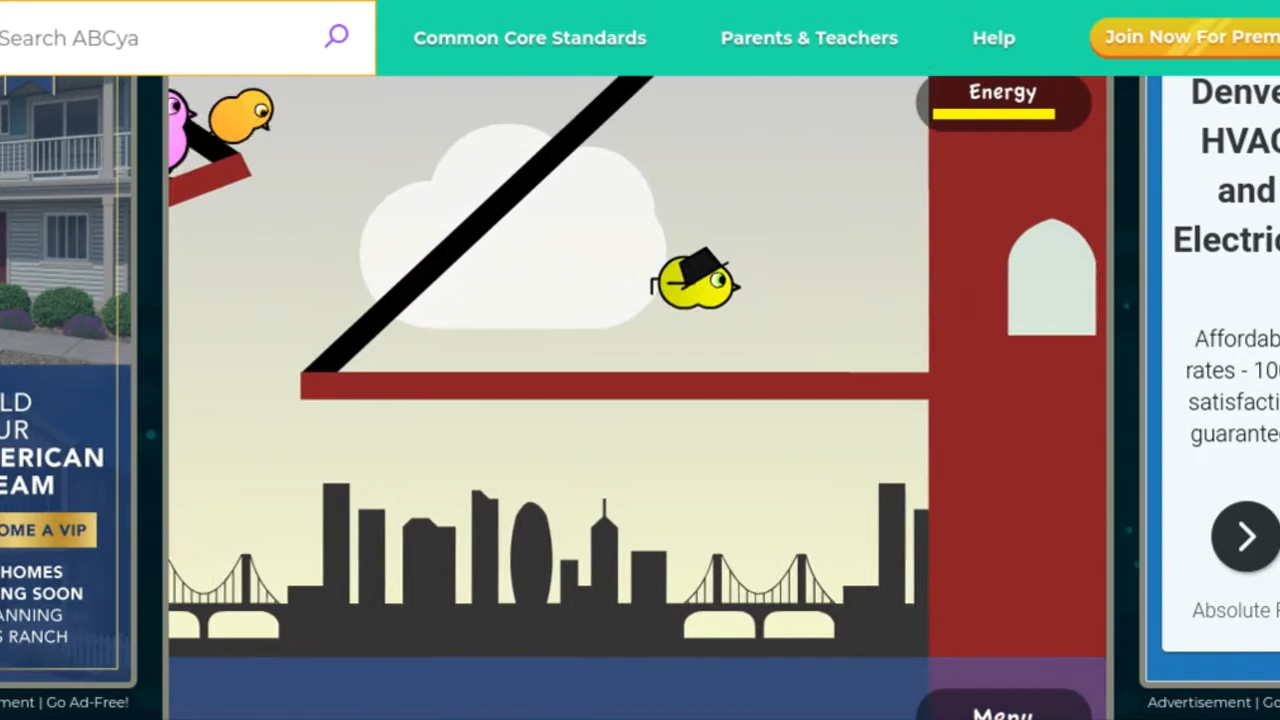 Search ABCya
Common Core Standards
Parents & Teachers
Help
Join Now For Prem
Energy
Menu
LD
UR
ERICAN
EAM
OME A VIP
HOMES
NG SOON
ANNING
S RANCH
ment | Go Ad-Free!
Denve
HVAC
and
Electric
Affordab
rates - 10
satisfacti
guarante
Absolute
Advertisement | Go